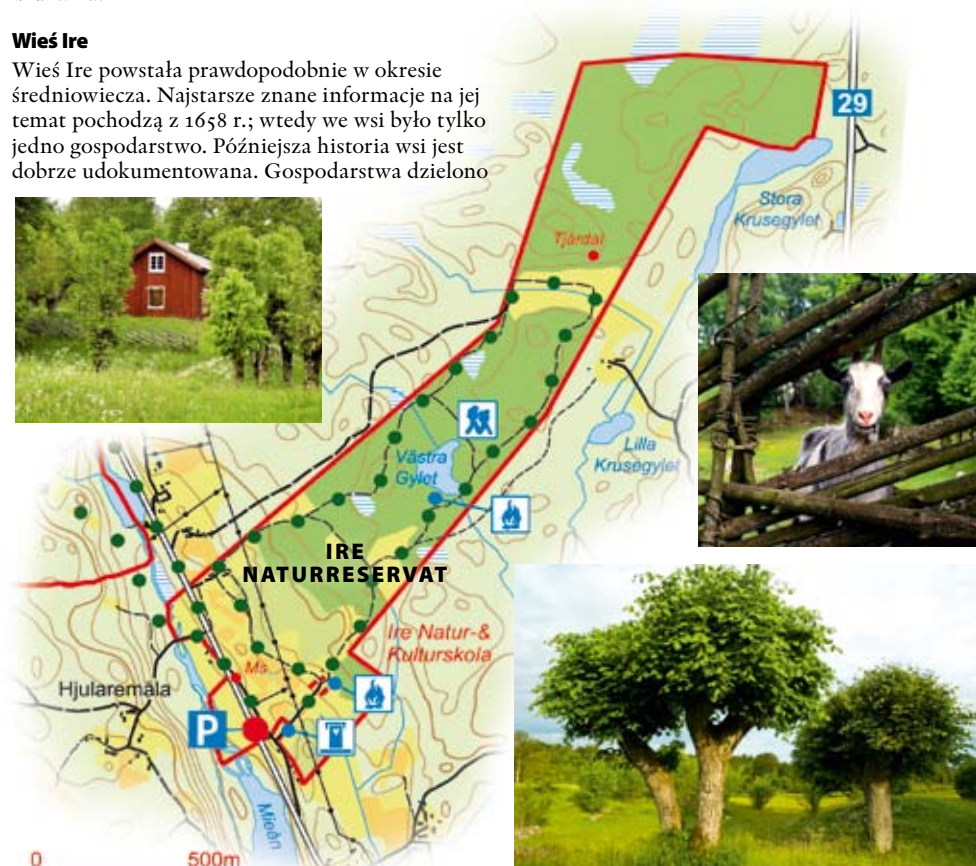 Wieś Ire
Wieś Ire powstała prawdopodobnie w okresie
średniowiecza. Najstarsze znane informacje na jej
temat pochodzą z 1658 r.; wtedy we wsi było tylko
jedno gospodarstwo. Późniejsza historia wsi jest
dobrze udokumentowana. Gospodarstwa dzielono
29
Stora
Krusegylet
Tjärdal
Lilla
Krusegylet
Västra
Gylet
IRE
NATURRESERVAT
Ire Natur-&
Kulturskola
Ms
Hjularemåla
P
Mieån
0 500m